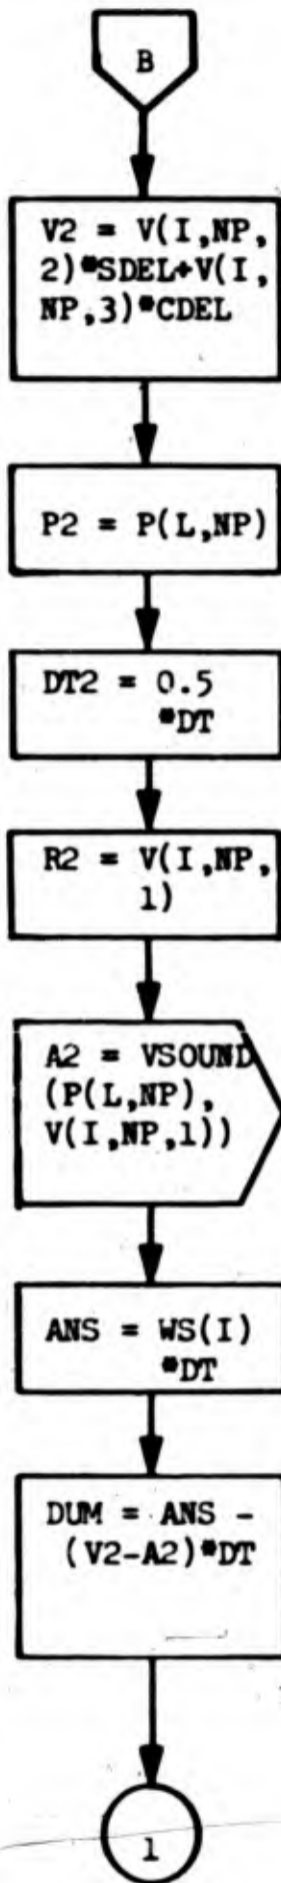 B
V2 = V(I,NP,
2)*SDEL+V(I,
NP,3)*CDEL
P2 = P(L,NP)
DT2 = 0.5
*DT
R2 = V(I,NP,
1)
A2 = VSOUND
(P(L,NP),
V(I,NP,1))
ANS = WS(I)
*DT
DUM = ANS -
(V2-A2)*DT
1